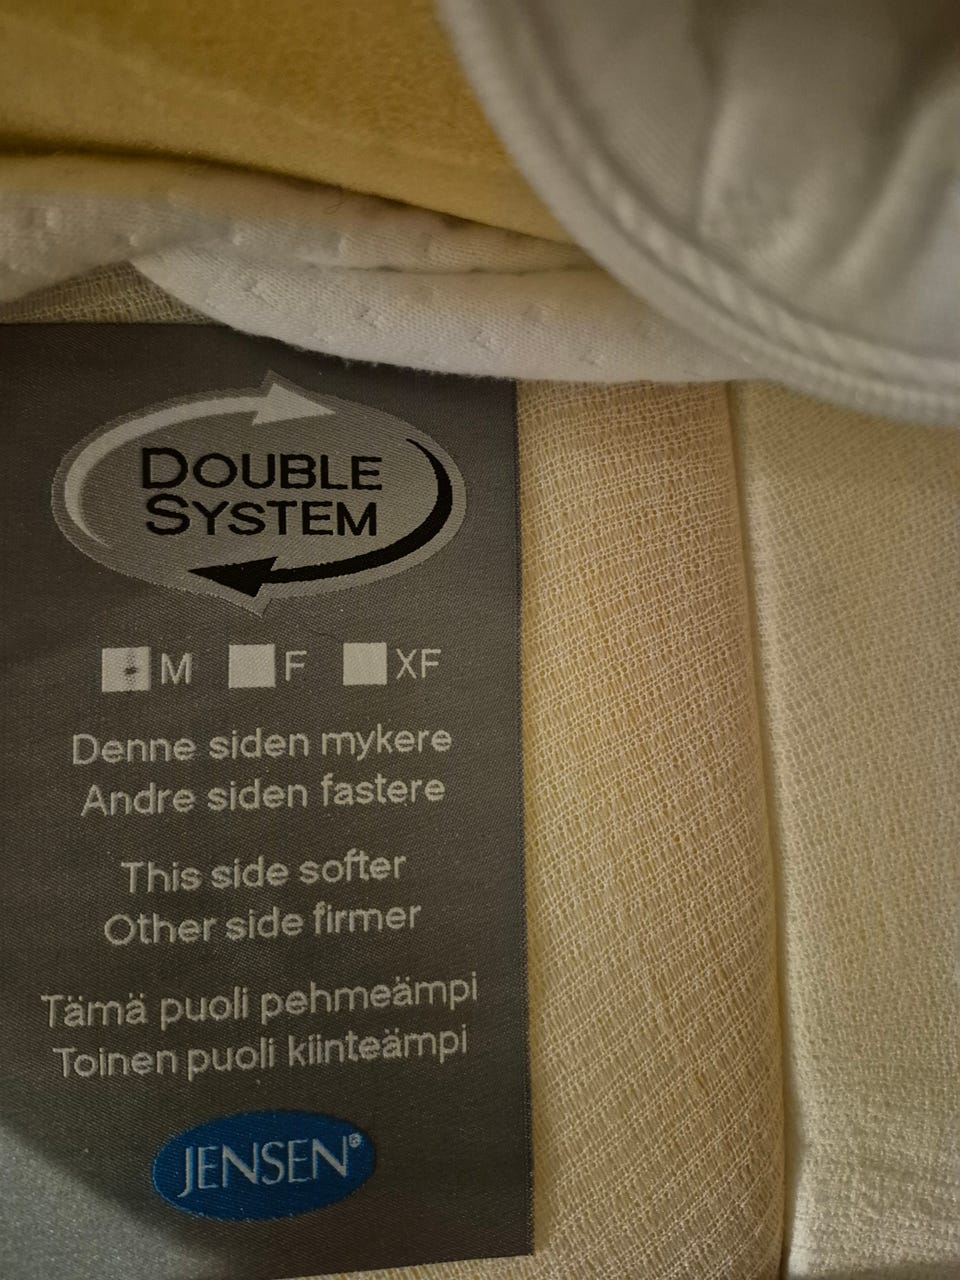 DOUBLE
SYSTEM
M F XF
Denne siden mykere
Andre siden fastere
This side softer
Other side firmer
Tämä puoli pehmeämpi
Toinen puoli kiinteämpi
JENSEN®